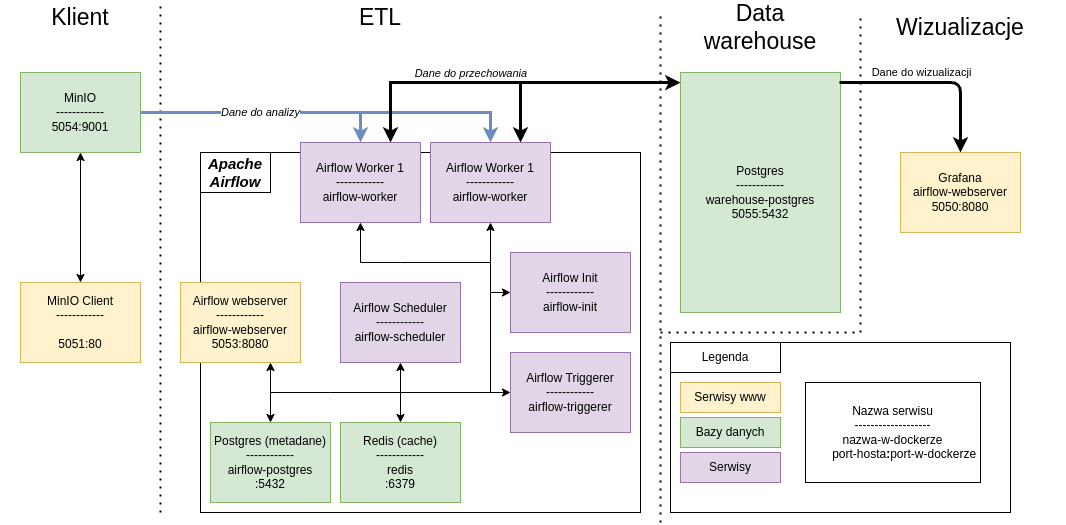 Klient
ETL
Data
warehouse
Wizualizacje
MinIO
------------
5054:9001
Dane do analizy
Dane do przechowania
Dane do wizualizacji
Apache
Airflow
Airflow Worker 1
------------
airflow-worker
Airflow Worker 1
------------
airflow-worker
Postgres
------------
warehouse-postgres
5055:5432
Grafana
airflow-webserver
5050:8080
MinIO Client
------------
5051:80
Airflow webserver
------------
airflow-webserver
5053:8080
Airflow Scheduler
------------
airflow-scheduler
Airflow Init
------------
airflow-init
Airflow Triggerer
------------
airflow-triggerer
Postgres (metadane)
------------
airflow-postgres
:5432
Redis (cache)
------------
redis
:6379
Legenda
Serwisy www
Bazy danych
Serwisy
Nazwa serwisu
-------------------
nazwa-w-dockerze
port-hosta:port-w-dockerze